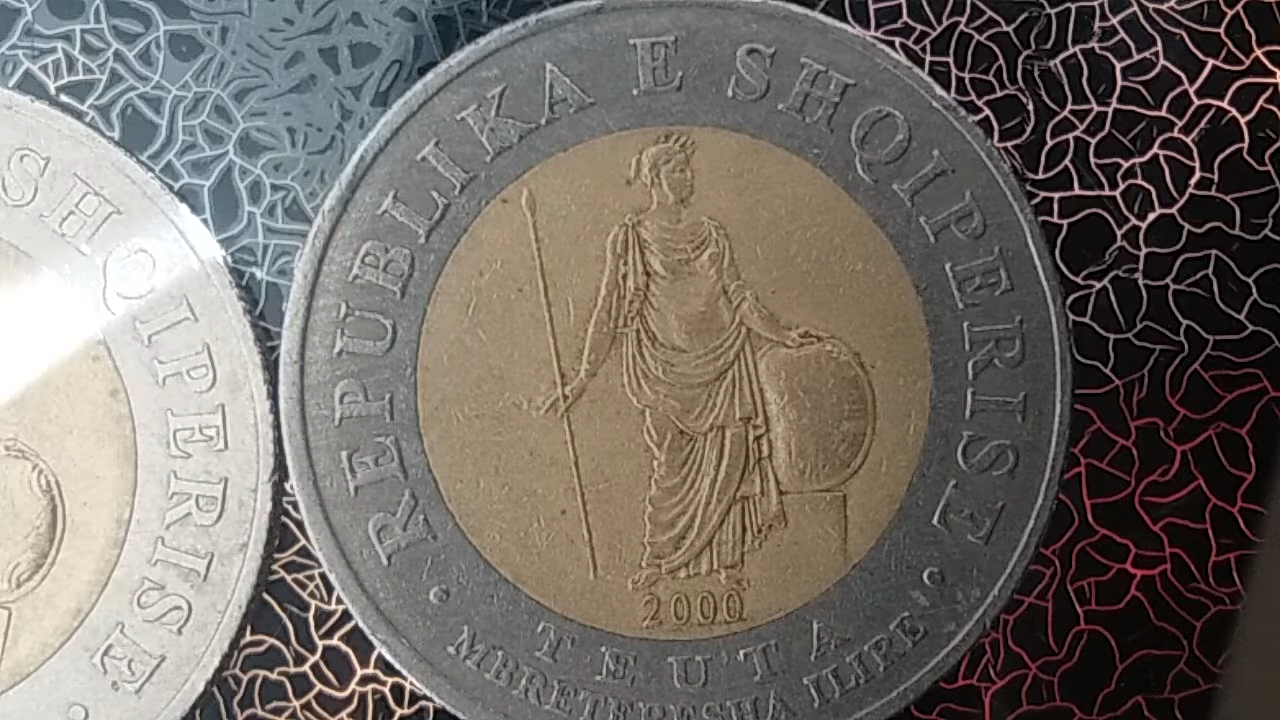 REPUBLIKA E SHQIPERISE
2000
TEUTA
MBRETERESHA ILIRE
SHQIPERISE